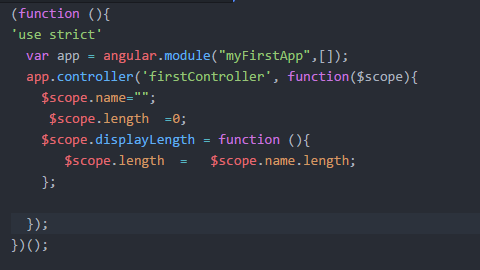 (function (){
'use strict'
  var app = angular.module("myFirstApp",[]);
  app.controller('firstController', function($scope){
    $scope.name="";
     $scope.length  =0;
    $scope.displayLength = function (){
       $scope.length  =   $scope.name.length;
    };
  });
})();